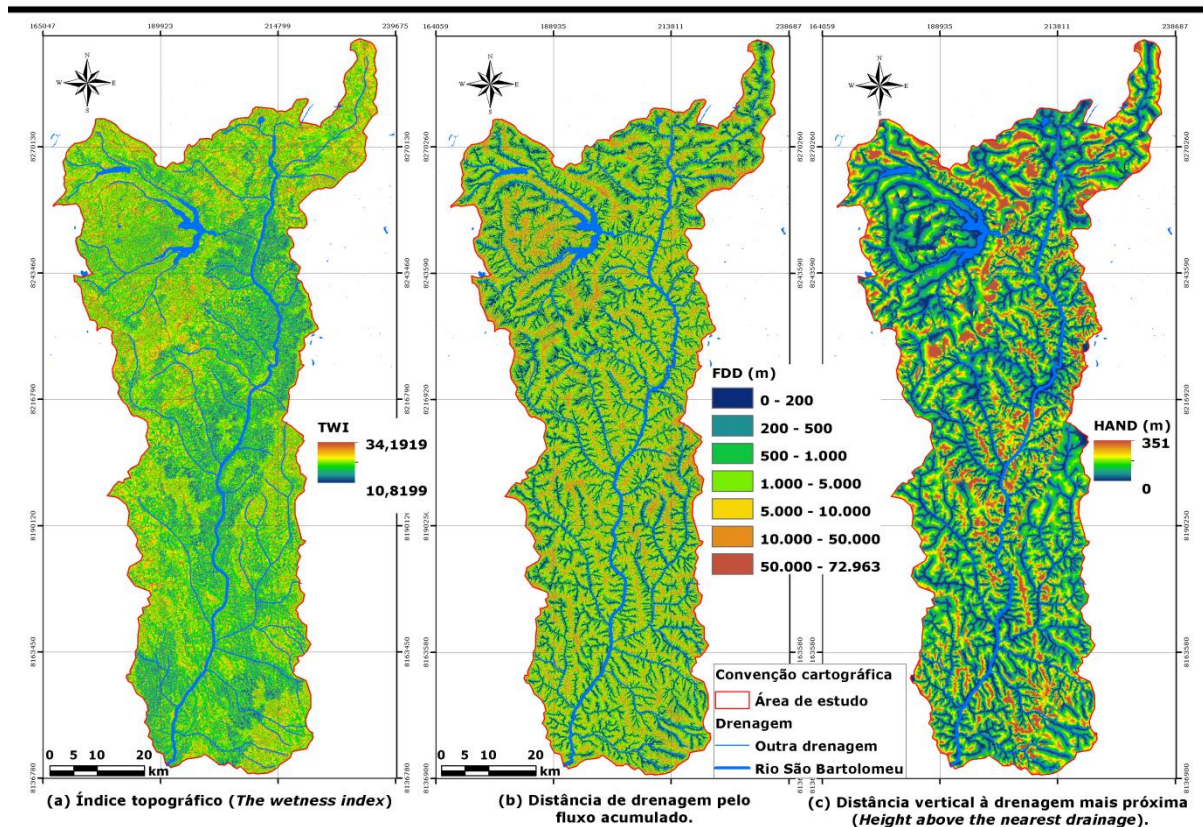 165047 189923 214799 239675
164059 188935 213811 238687
164059 188935 213811 238687
N
W E
S
N
W E
S
N
W E
S
8270130
8243460
8216790
8190120
8163450
8136780
8270260
8243590
8216920
8190250
8163580
8136900
8270260
8243590
8216920
8190250
8163580
8136900
TWI
34,1919
10,8199
FDD (m)
0 - 200
200 - 500
500 - 1.000
1.000 - 5.000
5.000 - 10.000
10.000 - 50.000
50.000 - 72.963
HAND (m)
351
0
Convenção cartográfica
Área de estudo
Drenagem
Outra drenagem
Rio São Bartolomeu
0 5 10 20
km
0 5 10 20
km
(a) Índice topográfico (The wetness index)
(b) Distância de drenagem pelo
fluxo acumulado.
(c) Distância vertical à drenagem mais próxima
(Height above the nearest drainage).